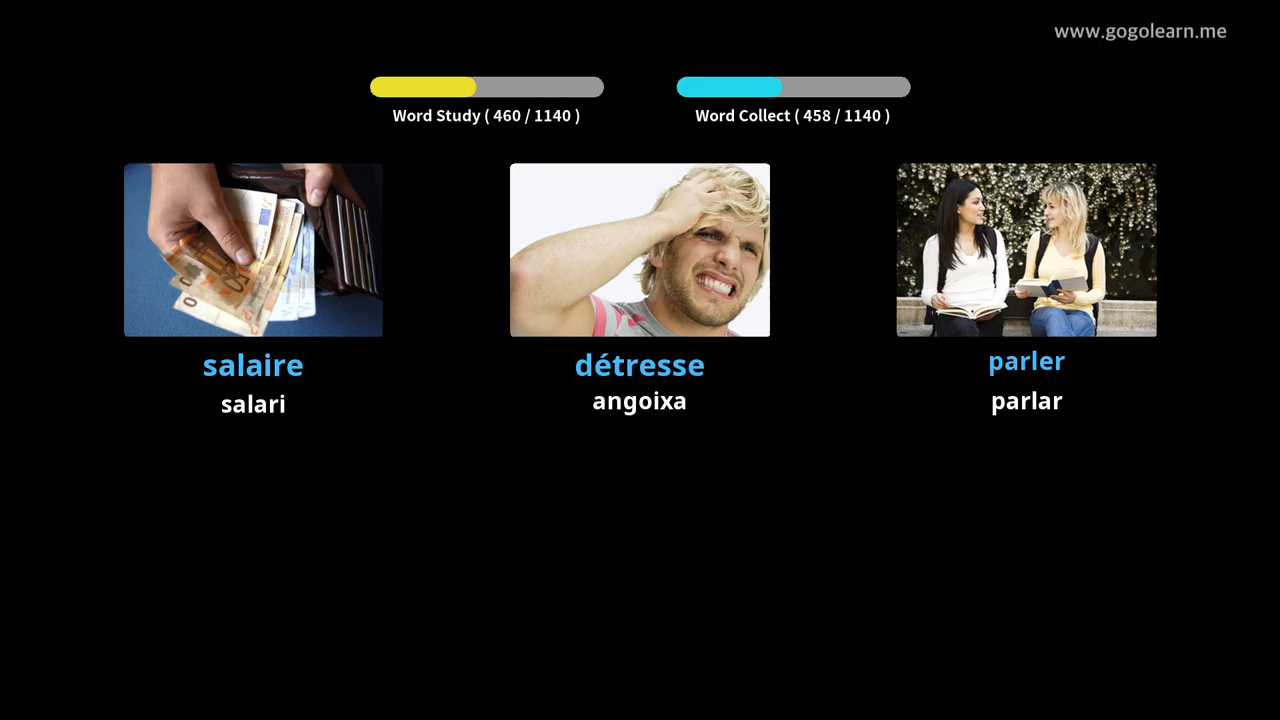 www.gogolearn.me
Word Study ( 460 / 1140 )
Word Collect ( 458 / 1140 )
salaire
salari
détresse
angoixa
parler
parlar